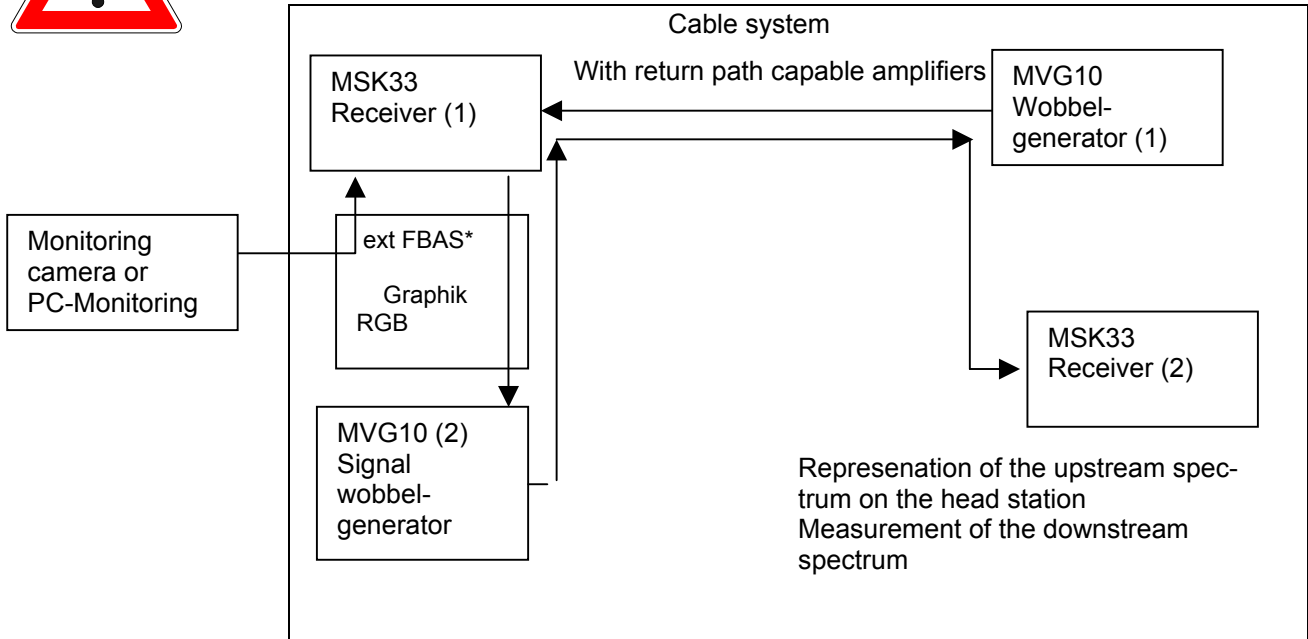 Cable system
MSK33
Receiver (1)
With return path capable amplifiers
MVG10
Wobbel-
generator (1)
Monitoring
camera or
PC-Monitoring
ext FBAS*
Graphik
RGB
MSK33
Receiver (2)
MVG10 (2)
Signal
wobbel-
generator
Represenation of the upstream spec-
trum on the head station
Measurement of the downstream
spectrum